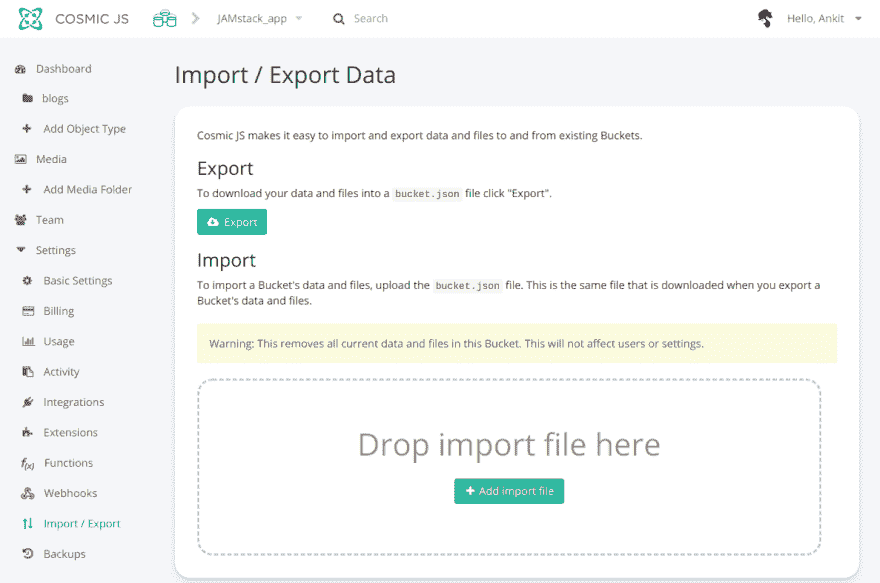 COSMIC JS
JAMstack_app
Search
Hello, Ankit
Dashboard
blogs
Add Object Type
Media
Add Media Folder
Team
Settings
Basic Settings
Billing
Usage
Activity
Integrations
Extensions
f(x) Functions
Webhooks
Import / Export
Backups
Import / Export Data
Cosmic JS makes it easy to import and export data and files to and from existing Buckets.
Export
To download your data and files into a bucket.json file click "Export".
Export
Import
To import a Bucket's data and files, upload the bucket.json file. This is the same file that is downloaded when you export a
Bucket's data and files.
Warning: This removes all current data and files in this Bucket. This will not affect users or settings.
Drop import file here
+ Add import file